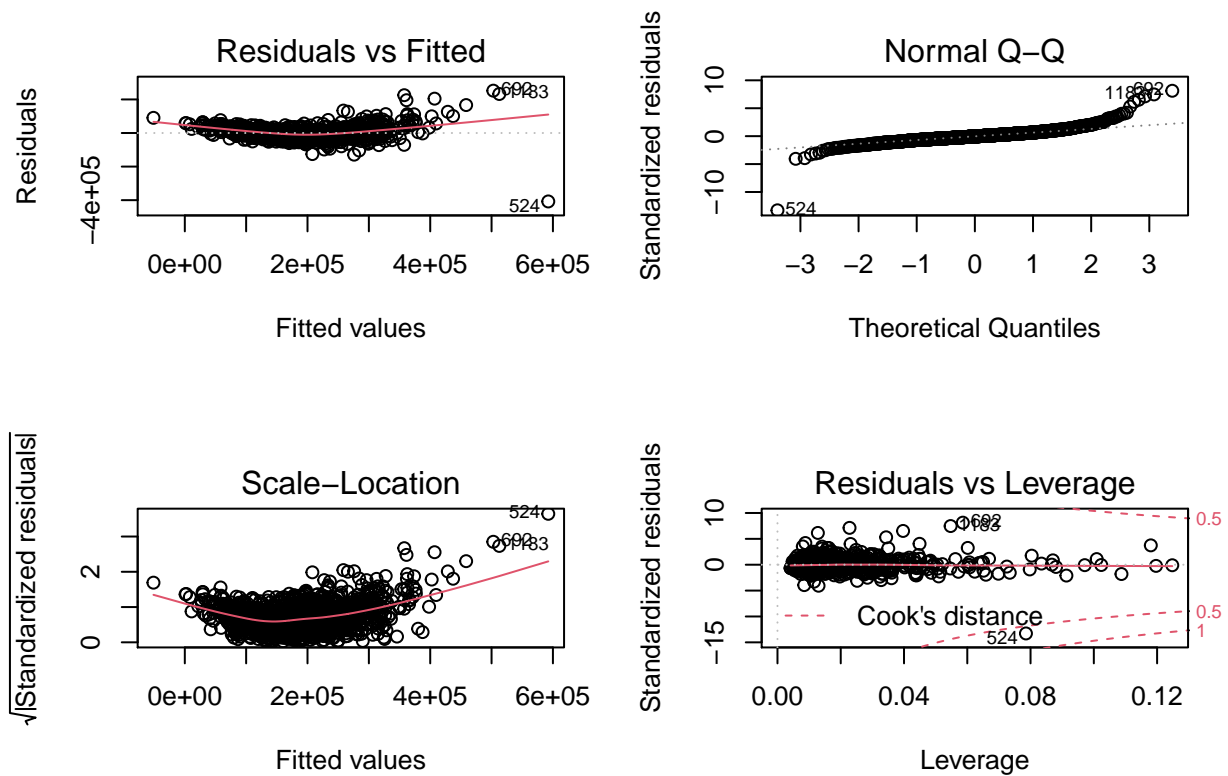 Residuals vs Fitted
Residuals
−4e+05
692
1183
524
0e+00 2e+05 4e+05 6e+05
Fitted values
Normal Q−Q
Standardized residuals
10
0
−10
692
1183
524
−3 −2 −1 0 1 2 3
Theoretical Quantiles
Scale−Location
√|Standardized residuals|
2
0
524
692
1183
0e+00 2e+05 4e+05 6e+05
Fitted values
Residuals vs Leverage
Standardized residuals
10
0
−15
692
1183
0.5
Cook's distance
0.5
524
1
0.00 0.04 0.08 0.12
Leverage